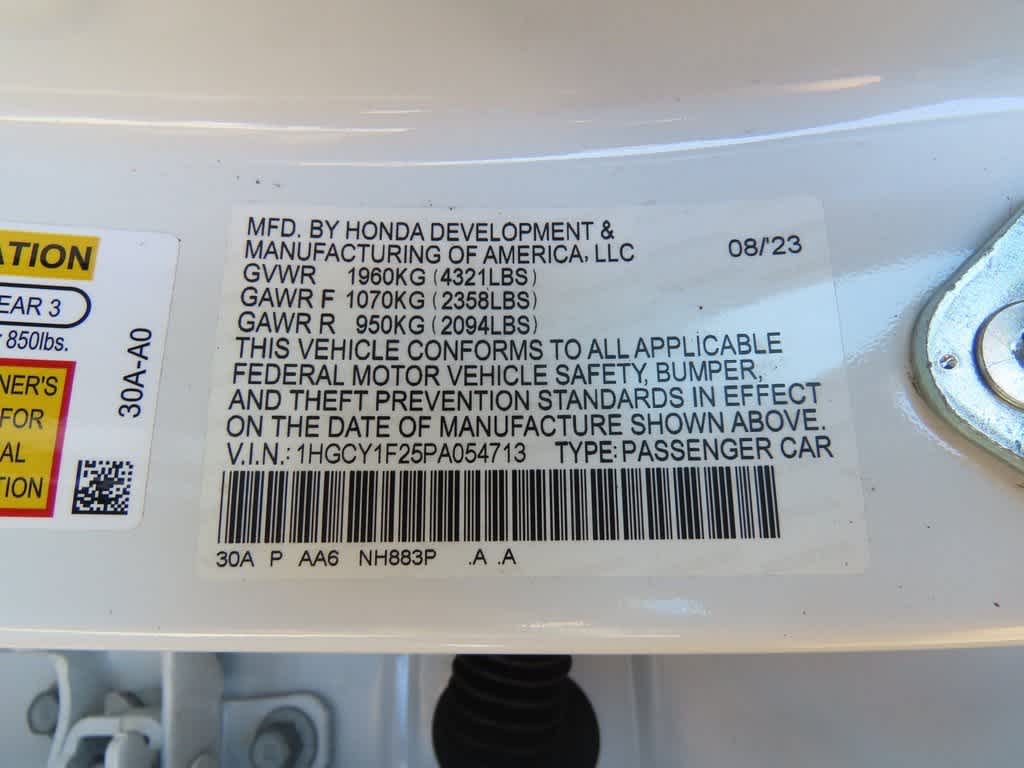 MFD. BY HONDA DEVELOPMENT &
MANUFACTURING OF AMERICA, LLC 08/'23
GVWR 1960KG (4321LBS)
GAWR F 1070KG (2358LBS)
GAWR R 950KG (2094LBS)
THIS VEHICLE CONFORMS TO ALL APPLICABLE
FEDERAL MOTOR VEHICLE SAFETY, BUMPER,
AND THEFT PREVENTION STANDARDS IN EFFECT
ON THE DATE OF MANUFACTURE SHOWN ABOVE.
V.I.N.: 1HGCY1F25PA054713 TYPE: PASSENGER CAR
30A P AA6 NH883P .A .A
ATION
EAR 3
850lbs.
NER'S
FOR
AL
TION
30A-A0